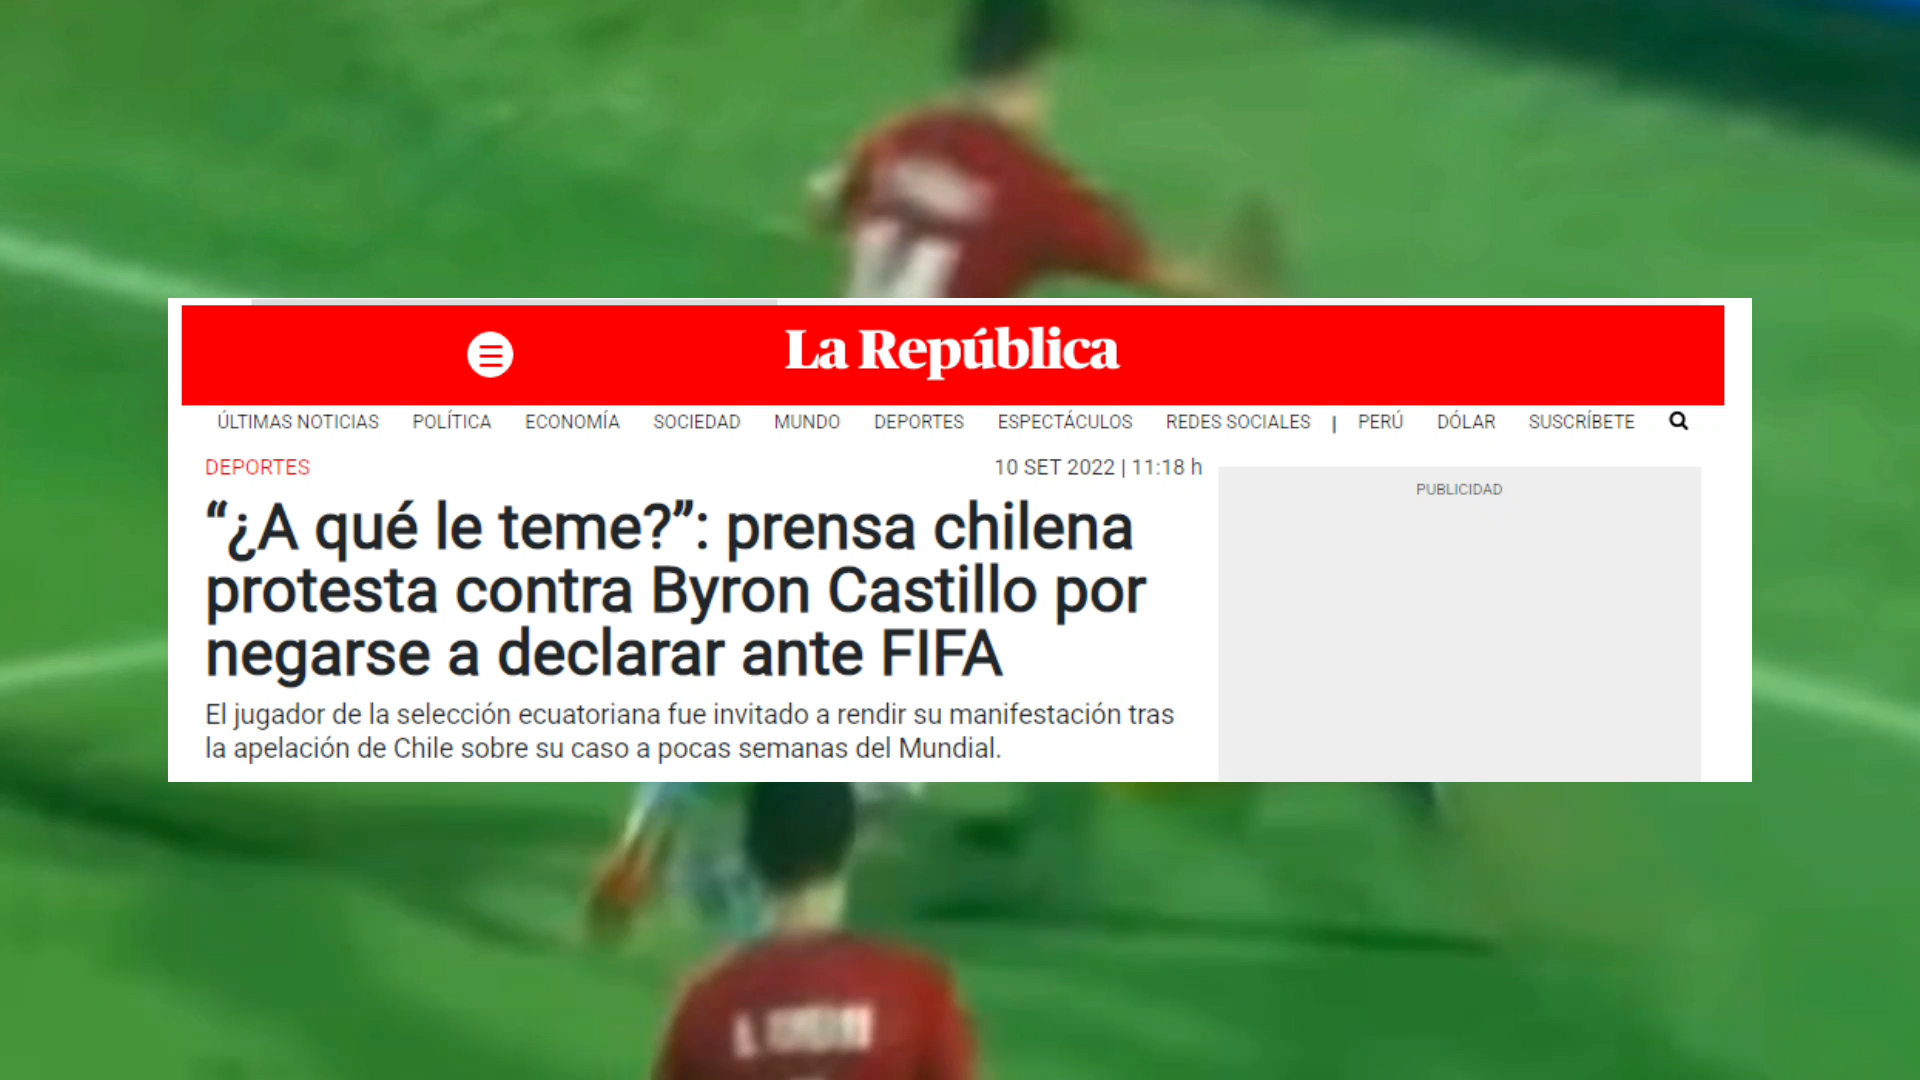 La República
ÚLTIMAS NOTICIAS POLÍTICA ECONOMÍA SOCIEDAD MUNDO DEPORTES ESPECTÁCULOS REDES SOCIALES | PERÚ DÓLAR SUSCRÍBETE
DEPORTES 10 SET 2022 | 11:18 h
PUBLICIDAD
“¿A qué le teme?”: prensa chilena
protesta contra Byron Castillo por
negarse a declarar ante FIFA
El jugador de la selección ecuatoriana fue invitado a rendir su manifestación tras
la apelación de Chile sobre su caso a pocas semanas del Mundial.